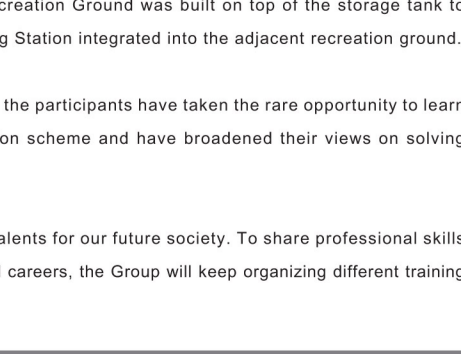 creation Ground was built on top of the storage tank to
g Station integrated into the adjacent recreation ground.
the participants have taken the rare opportunity to learn
on scheme and have broadened their views on solving
alents for our future society. To share professional skills
careers, the Group will keep organizing different training